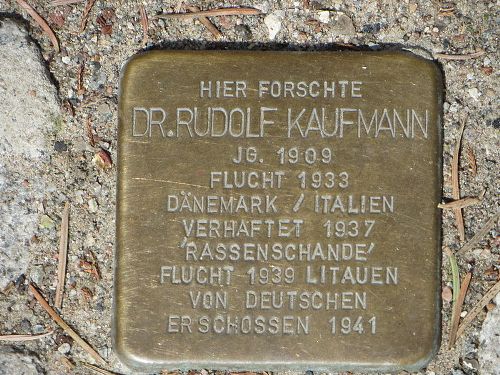 HIER FORSCHTE
DR. RUDOLF KAUFMANN
JG. 1909
FLUCHT 1933
DÄNEMARK / ITALIEN
VERHAFTET 1937
'RASSENSCHANDE'
FLUCHT 1939 LITAUEN
VON DEUTSCHEN
ERSCHOSSEN 1941